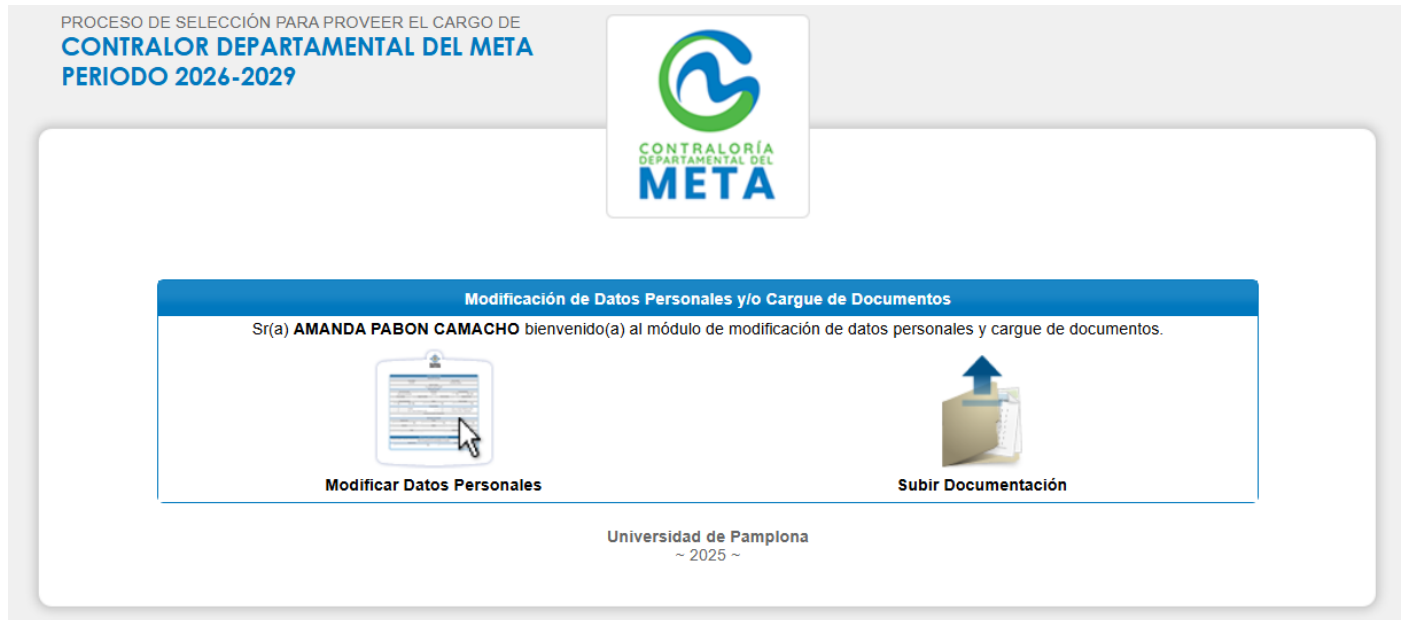 PROCESO DE SELECCIÓN PARA PROVEER EL CARGO DE
CONTRALOR DEPARTAMENTAL DEL META
PERIODO 2026-2029
CONTRALORÍA
DEPARTAMENTAL DEL
META
Modificación de Datos Personales y/o Cargue de Documentos
Sr(a) AMANDA PABON CAMACHO bienvenido(a) al módulo de modificación de datos personales y cargue de documentos.
Modificar Datos Personales
Subir Documentación
Universidad de Pamplona
~ 2025 ~